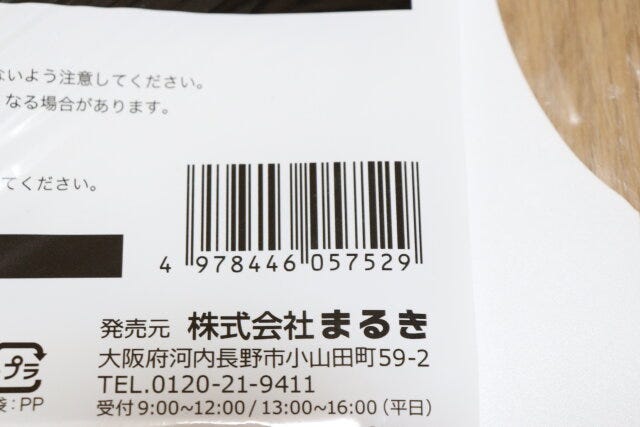 ないよう注意してください。
なる場合があります。
てください。
4 978446 057529
発売元 株式会社まるき
大阪府河内長野市小山田町59-2
TEL.0120-21-9411
受付 9:00~12:00 / 13:00~16:00（平日）
プラ
袋：PP